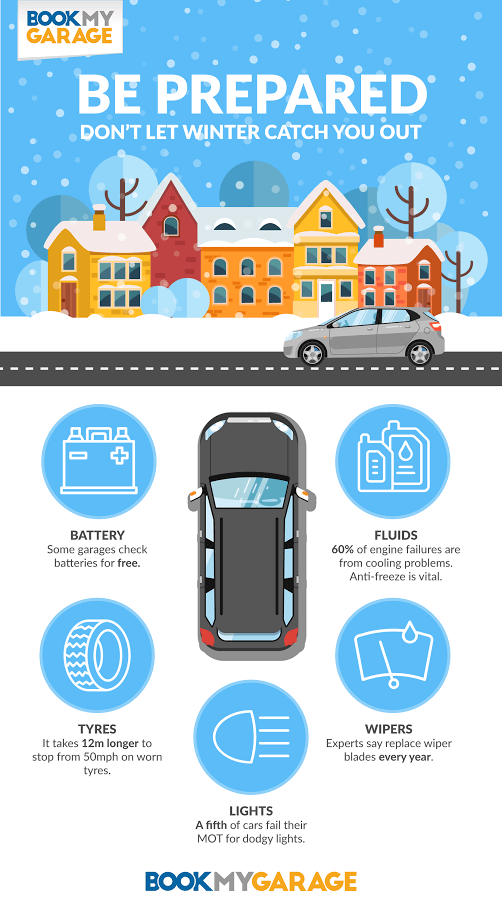 BOOKMY
GARAGE
BE PREPARED
DON'T LET WINTER CATCH YOU OUT
BATTERY
Some garages check
batteries for free.
FLUIDS
60% of engine failures are
from cooling problems.
Anti-freeze is vital.
TYRES
It takes 12m longer to
stop from 50mph on worn
tyres.
WIPERS
Experts say replace wiper
blades every year.
LIGHTS
A fifth of cars fail their
MOT for dodgy lights.
BOOKMYGARAGE